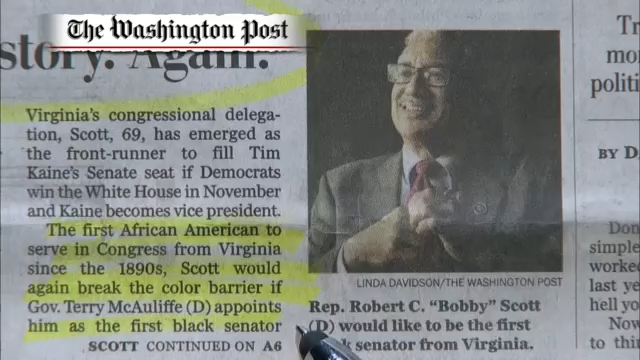 The Washington Post
story. Again.
Virginia's congressional delega-
tion, Scott, 69, has emerged as
the front-runner to fill Tim
Kaine's Senate seat if Democrats
win the White House in November
and Kaine becomes vice president.
The first African American to
serve in Congress from Virginia
since the 1890s, Scott would
again break the color barrier if
Gov. Terry McAuliffe (D) appoints
him as the first black senator
SCOTT CONTINUED ON A6
LINDA DAVIDSON/THE WASHINGTON POST
Rep. Robert C. "Bobby" Scott
(D) would like to be the first
k senator from Virginia.
Tr
mo
politi
BY D
Don
simple
worke
last ye
hell yo
Nov
to thi